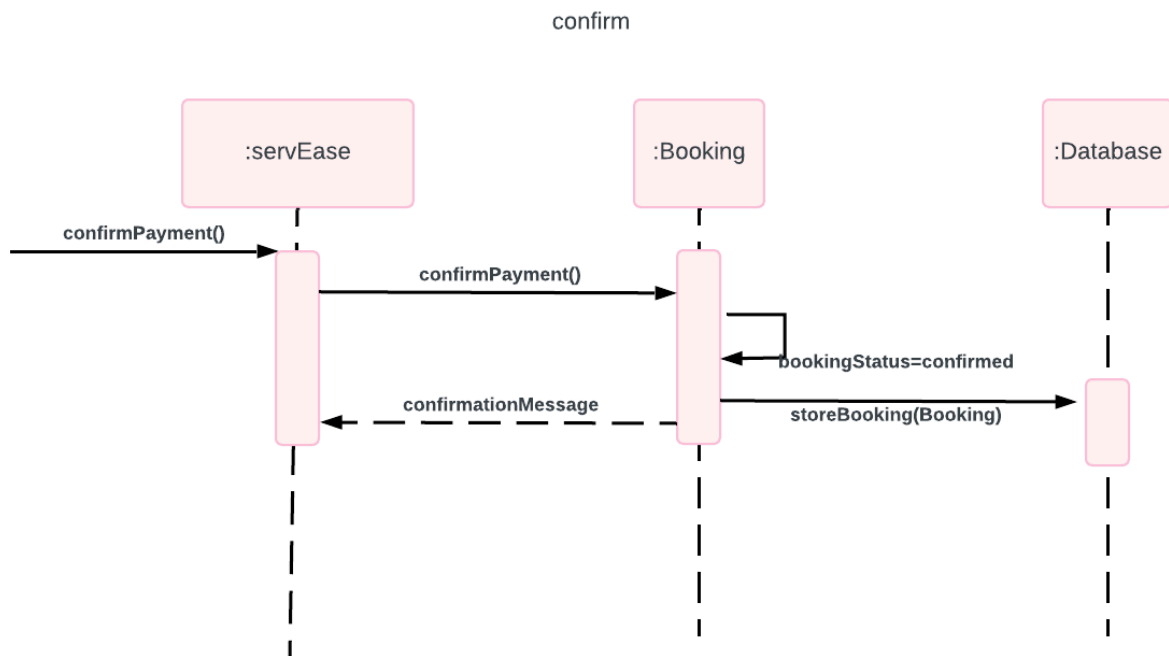 confirm
:servEase
:Booking
:Database
confirmPayment()
confirmPayment()
bookingStatus=confirmed
confirmationMessage
storeBooking(Booking)